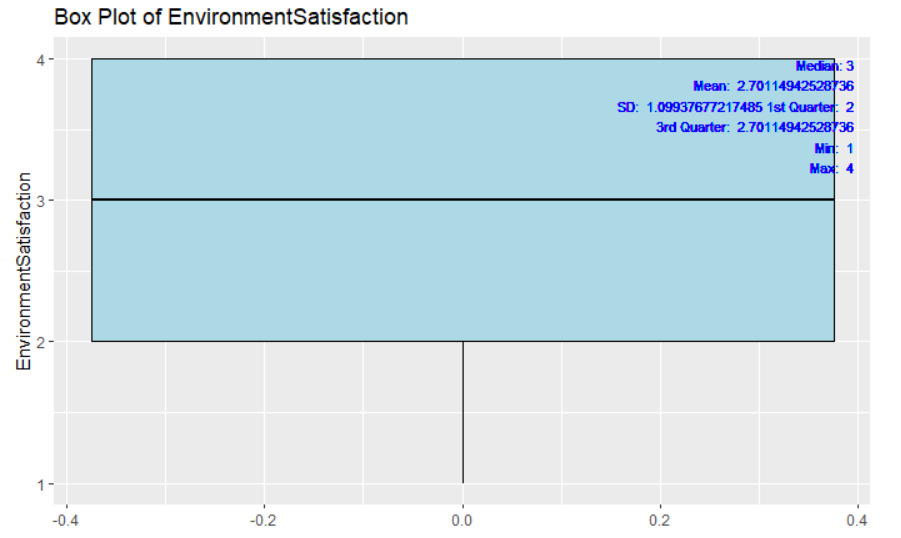 Box Plot of EnvironmentSatisfaction
4
Median: 3
Mean: 2.70114942528736
SD: 1.09937677217485 1st Quarter: 2
3rd Quarter: 2.70114942528736
Min: 1
Max: 4
3
EnvironmentSatisfaction
2
1
-0.4 -0.2 0.0 0.2 0.4